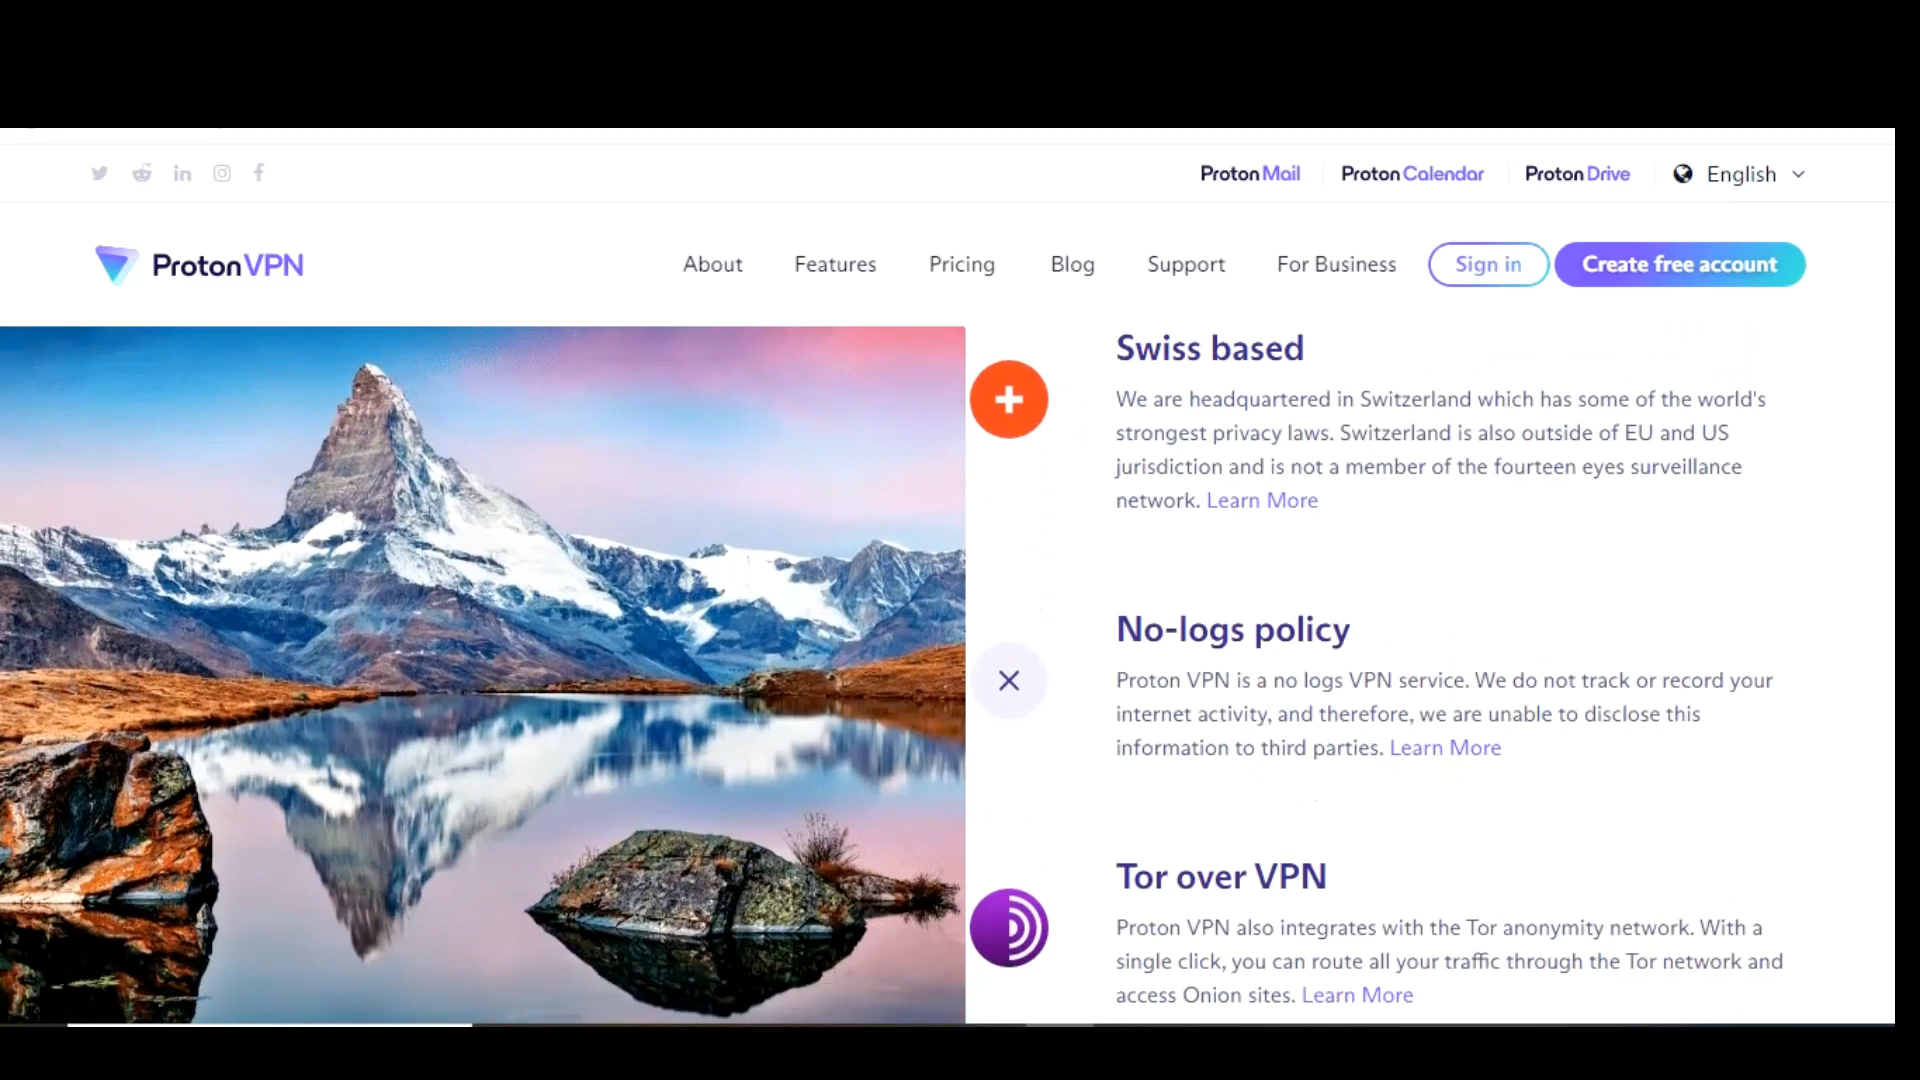 Proton Mail
Proton Calendar
Proton Drive
English
Proton VPN
About
Features
Pricing
Blog
Support
For Business
Sign in
Create free account
Swiss based
We are headquartered in Switzerland which has some of the world's
strongest privacy laws. Switzerland is also outside of EU and US
jurisdiction and is not a member of the fourteen eyes surveillance
network. Learn More
No-logs policy
Proton VPN is a no logs VPN service. We do not track or record your
internet activity, and therefore, we are unable to disclose this
information to third parties. Learn More
Tor over VPN
Proton VPN also integrates with the Tor anonymity network. With a
single click, you can route all your traffic through the Tor network and
access Onion sites. Learn More